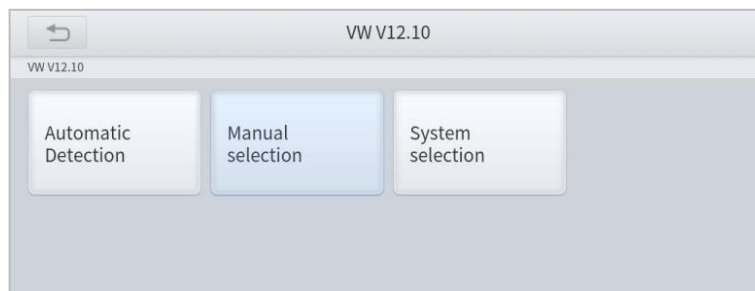 VW V12.10
VW V12.10
Automatic
Detection
Manual
selection
System
selection